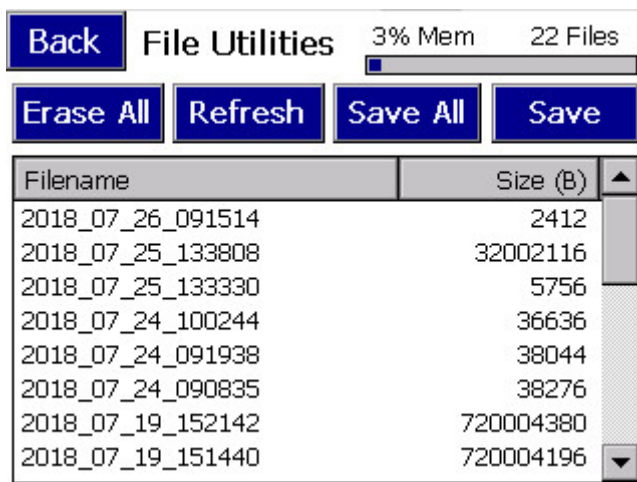 Back File Utilities 3% Mem 22 Files
Erase All Refresh Save All Save
Filename Size (B)
2018_07_26_091514 2412
2018_07_25_133808 32002116
2018_07_25_133330 5756
2018_07_24_100244 36636
2018_07_24_091938 38044
2018_07_24_090835 38276
2018_07_19_152142 720004380
2018_07_19_151440 720004196